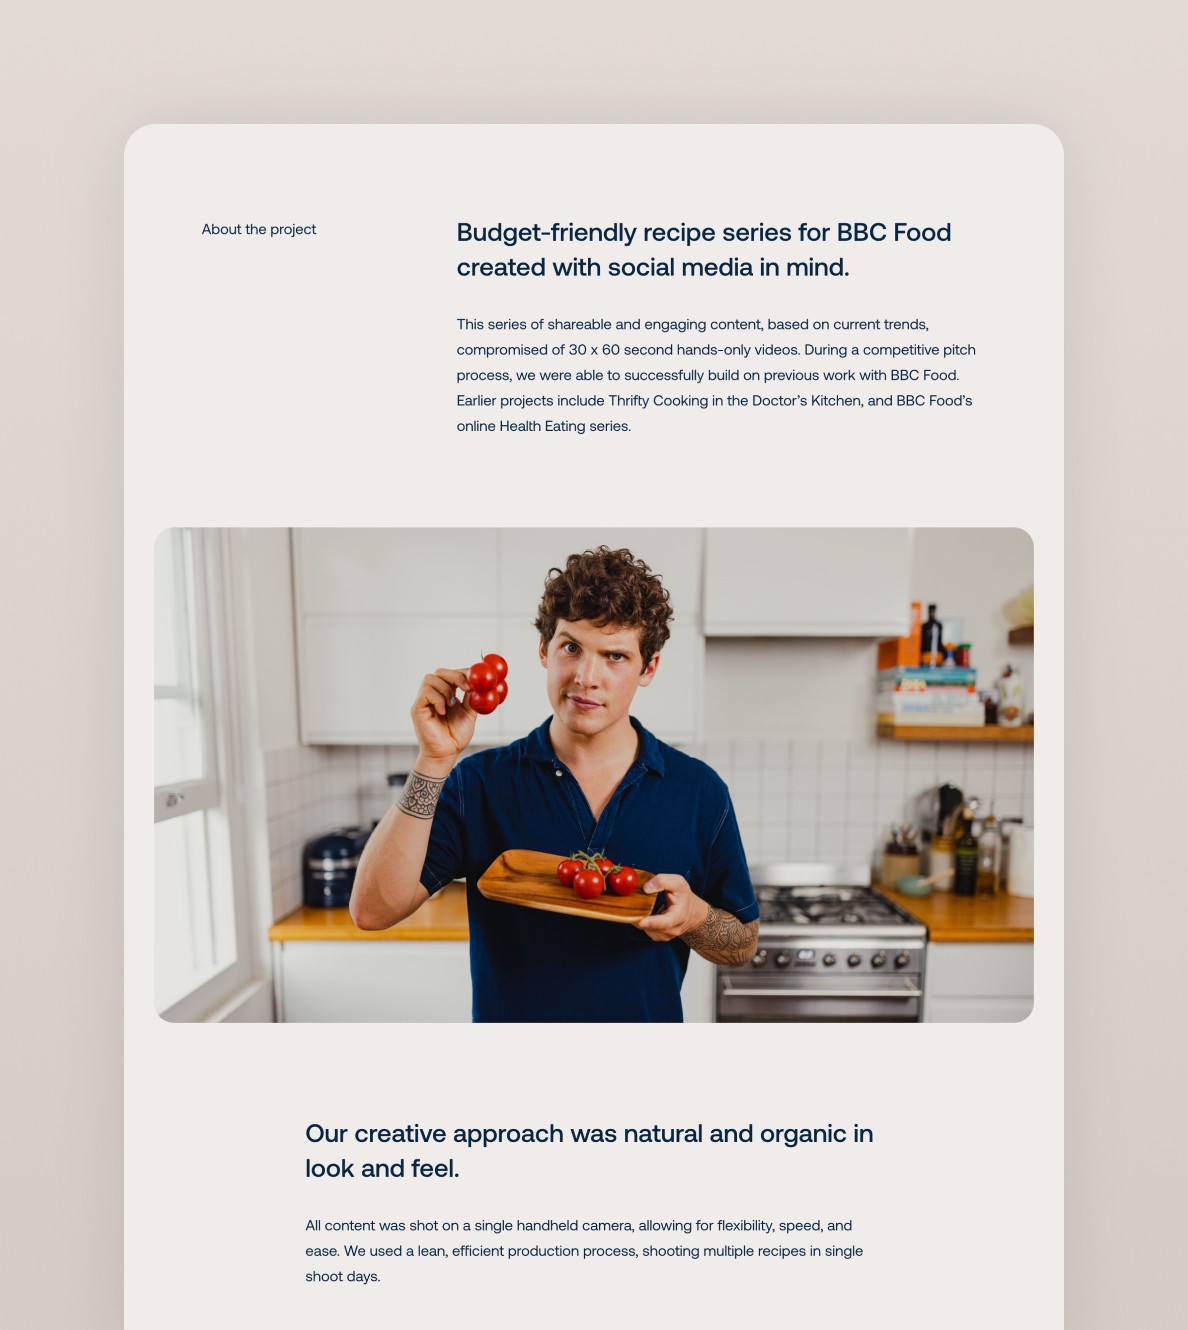 About the project
Budget-friendly recipe series for BBC Food
created with social media in mind.
This series of shareable and engaging content, based on current trends,
compromised of 30 x 60 second hands-only videos. During a competitive pitch
process, we were able to successfully build on previous work with BBC Food.
Earlier projects include Thrifty Cooking in the Doctor’s Kitchen, and BBC Food’s
online Health Eating series.
Our creative approach was natural and organic in
look and feel.
All content was shot on a single handheld camera, allowing for flexibility, speed, and
ease. We used a lean, efficient production process, shooting multiple recipes in single
shoot days.